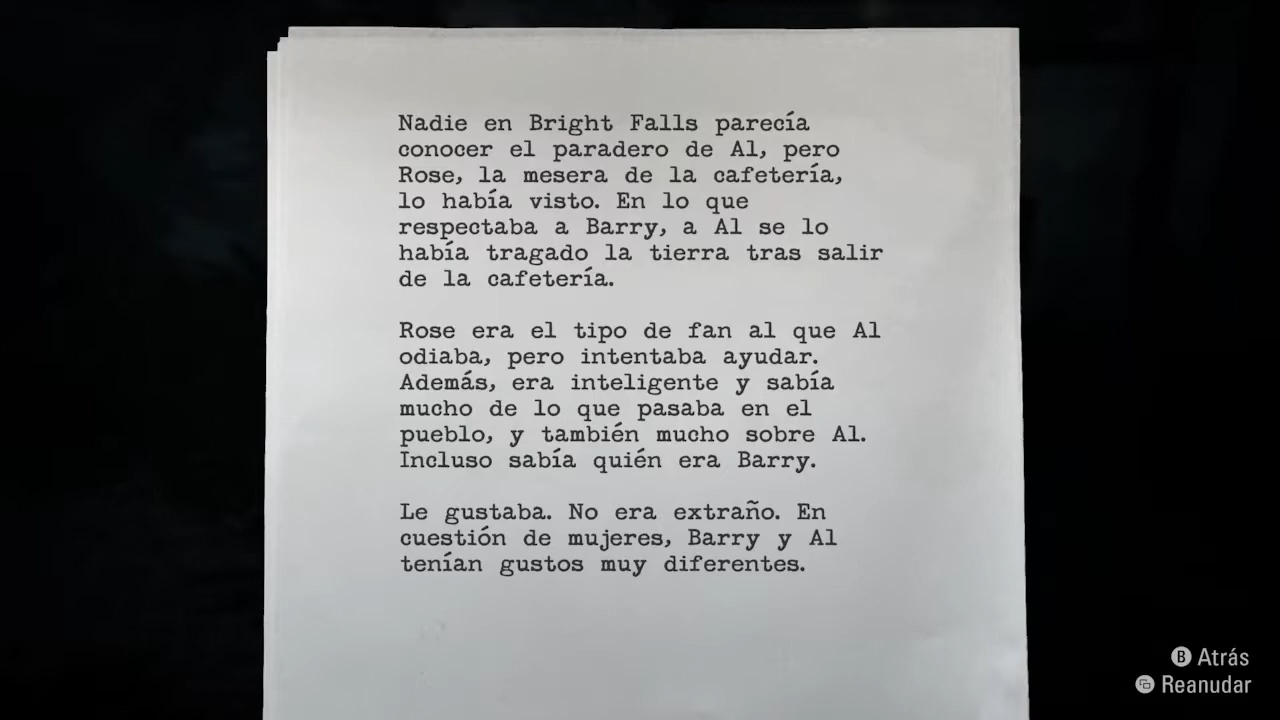 Nadie en Bright Falls parecía
conocer el paradero de Al, pero
Rose, la mesera de la cafetería,
lo había visto. En lo que
respectaba a Barry, a Al se lo
había tragado la tierra tras salir
de la cafetería.
Rose era el tipo de fan al que Al
odiaba, pero intentaba ayudar.
Además, era inteligente y sabía
mucho de lo que pasaba en el
pueblo, y también mucho sobre Al.
Incluso sabía quién era Barry.
Le gustaba. No era extraño. En
cuestión de mujeres, Barry y Al
tenían gustos muy diferentes.
B Atrás
Reanudar